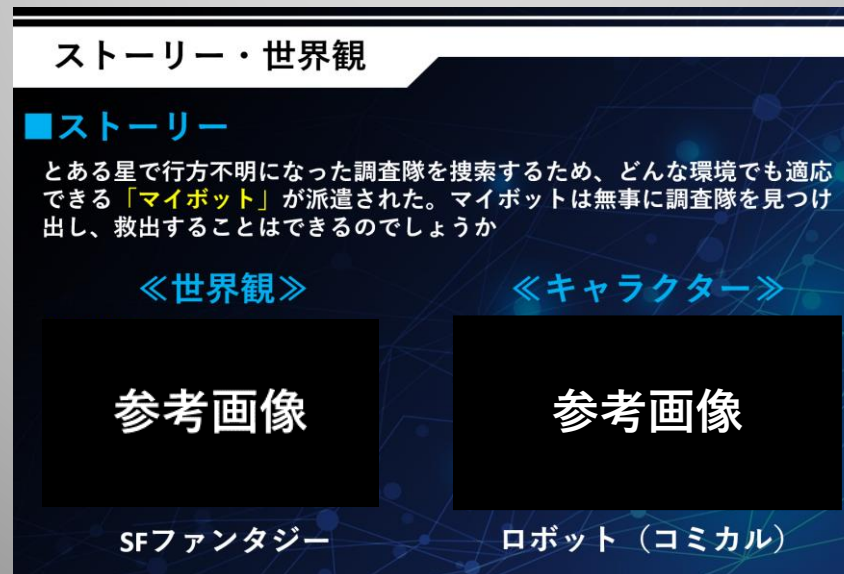 ストーリー・世界観
■ストーリー
とある星で行方不明になった調査隊を捜索するため、どんな環境でも適応
できる「マイボット」が派遣された。マイボットは無事に調査隊を見つけ
出し、救出することはできるのでしょうか
≪世界観≫
≪キャラクター≫
参考画像
参考画像
SFファンタジー
ロボット（コミカル）